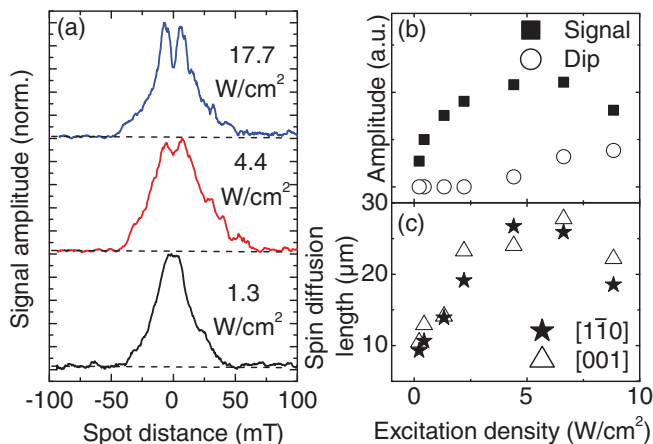 (a)
17.7
W/cm²
4.4
W/cm²
1.3
W/cm²
Signal amplitude (norm.)
-100 -50 0 50 100
Spot distance (mT)
(b)
Signal
Dip
Amplitude (a.u.)
30
(c)
20
10
Spin diffusion
length (µm)
[11̄0]
[001]
0 5 10
Excitation density (W/cm²)